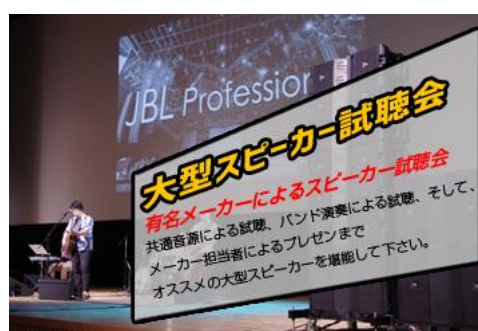 JBL Profession
大型スピーカー試聴会
有名メーカーによるスピーカー試聴会
共通音源による試聴、バンド演奏による試聴、そして、
メーカー担当者によるプレゼンまで
オススメの大型スピーカーを堪能して下さい。